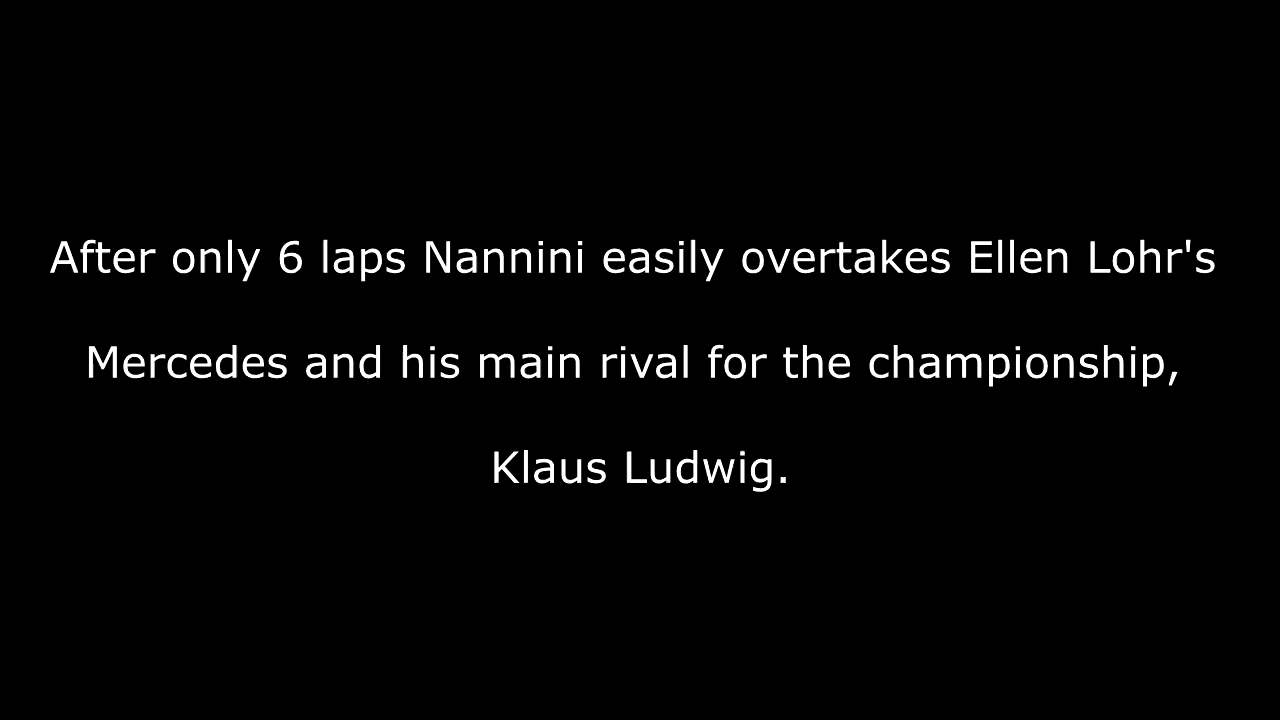 After only 6 laps Nannini easily overtakes Ellen Lohr's
Mercedes and his main rival for the championship,
Klaus Ludwig.